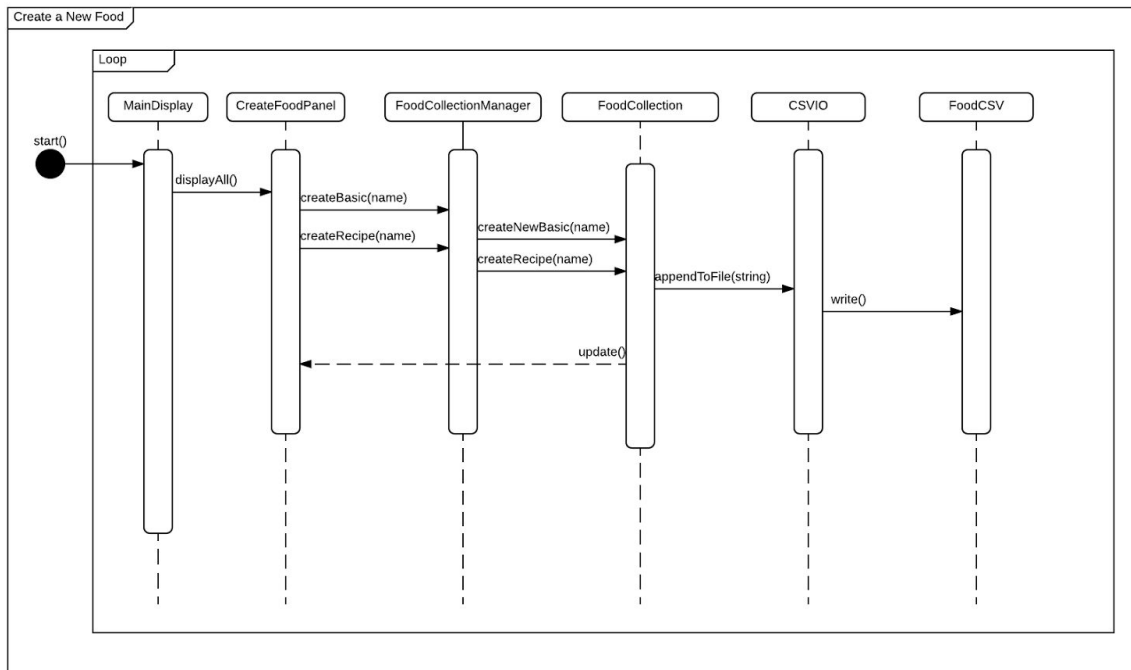 Create a New Food
Loop
MainDisplay
CreateFoodPanel
FoodCollectionManager
FoodCollection
CSVIO
FoodCSV
start()
displayAll()
createBasic(name)
createNewBasic(name)
createRecipe(name)
createRecipe(name)
appendToFile(string)
write()
update()